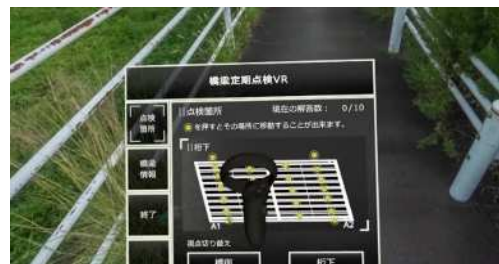 橋梁定期点検VR
点検
箇所
点検箇所
現在の解答数： 0/10
を押すとその場所に移動することが出来ます。
桁下
橋梁
情報
A1
A2
終了
視点切り替え
橋面
桁下